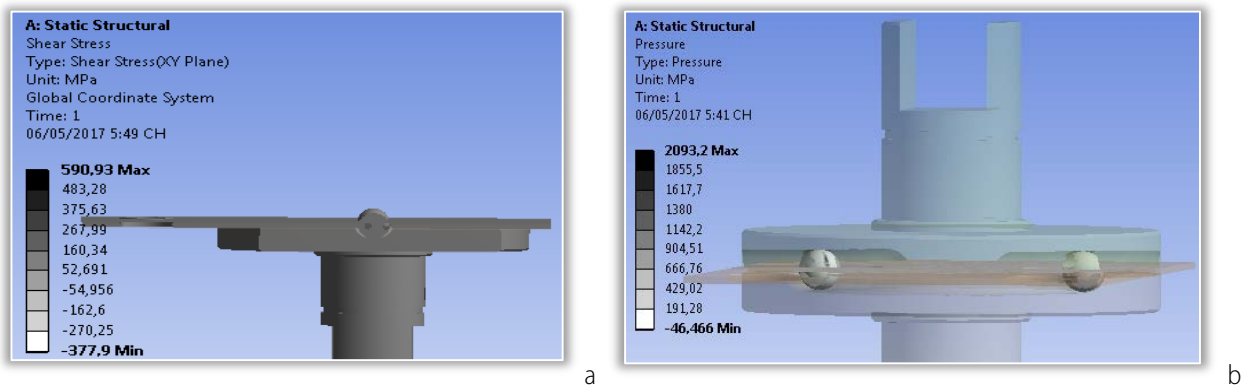 A: Static Structural
Shear Stress
Type: Shear Stress(XY Plane)
Unit: MPa
Global Coordinate System
Time: 1
06/05/2017 5:49 CH
590,93 Max
483,28
375,63
267,99
160,34
52,691
-54,956
-162,6
-270,25
-377,9 Min
a
A: Static Structural
Pressure
Type: Pressure
Unit: MPa
Time: 1
06/05/2017 5:41 CH
2093,2 Max
1855,5
1617,7
1380
1142,2
904,51
666,76
429,02
191,28
-46,466 Min
b